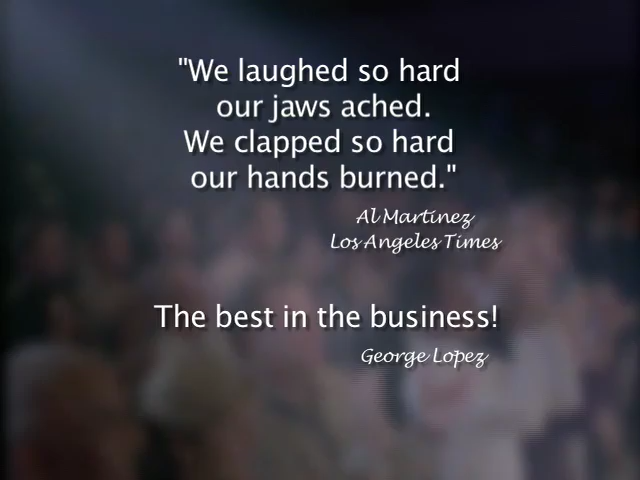 "We laughed so hard
our jaws ached.
We clapped so hard
our hands burned."
Al Martinez
Los Angeles Times
The best in the business!
George Lopez